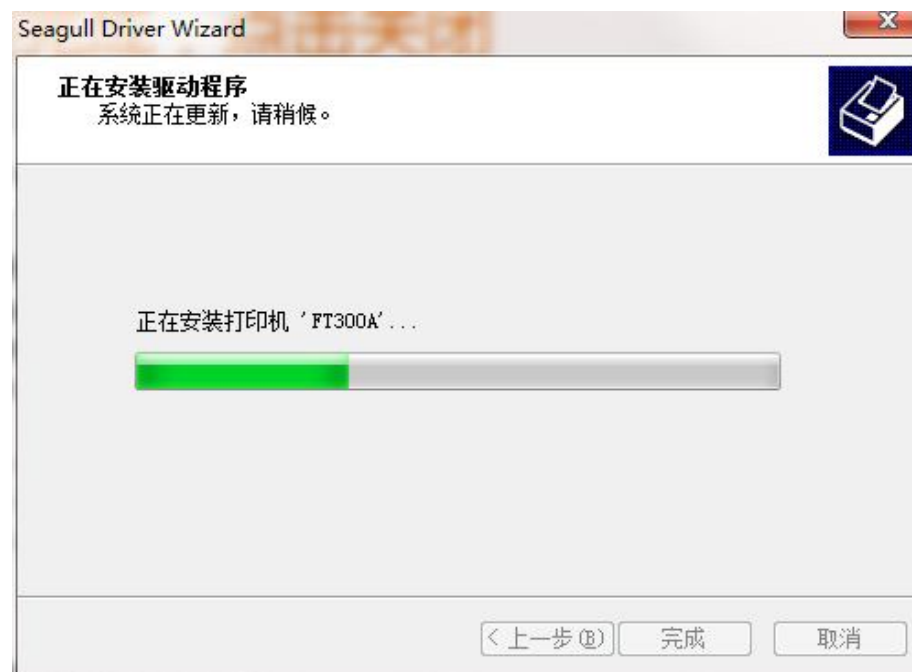 Seagull Driver Wizard
正在安装驱动程序
系统正在更新，请稍候。
正在安装打印机 'FT300A'...
< 上一步(B)
完成
取消